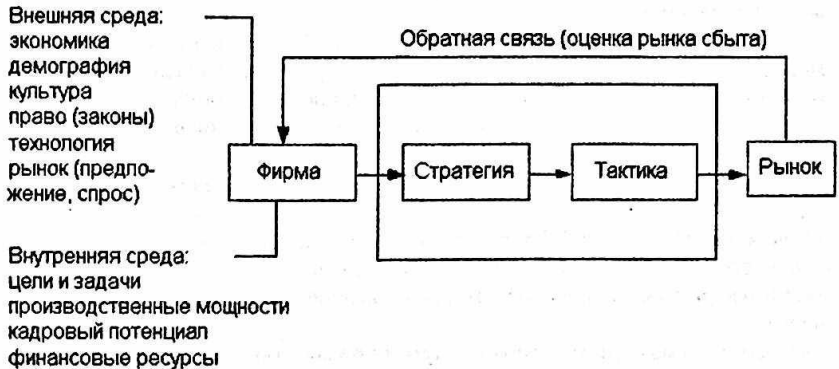 Внешняя среда:
экономика
демография
культура
право (законы)
технология
рынок (предло-
жение, спрос)
Обратная связь (оценка рынка сбыта)
Фирма
Стратегия
Тактика
Рынок
Внутренняя среда:
цели и задачи
производственные мощности
кадровый потенциал
финансовые ресурсы